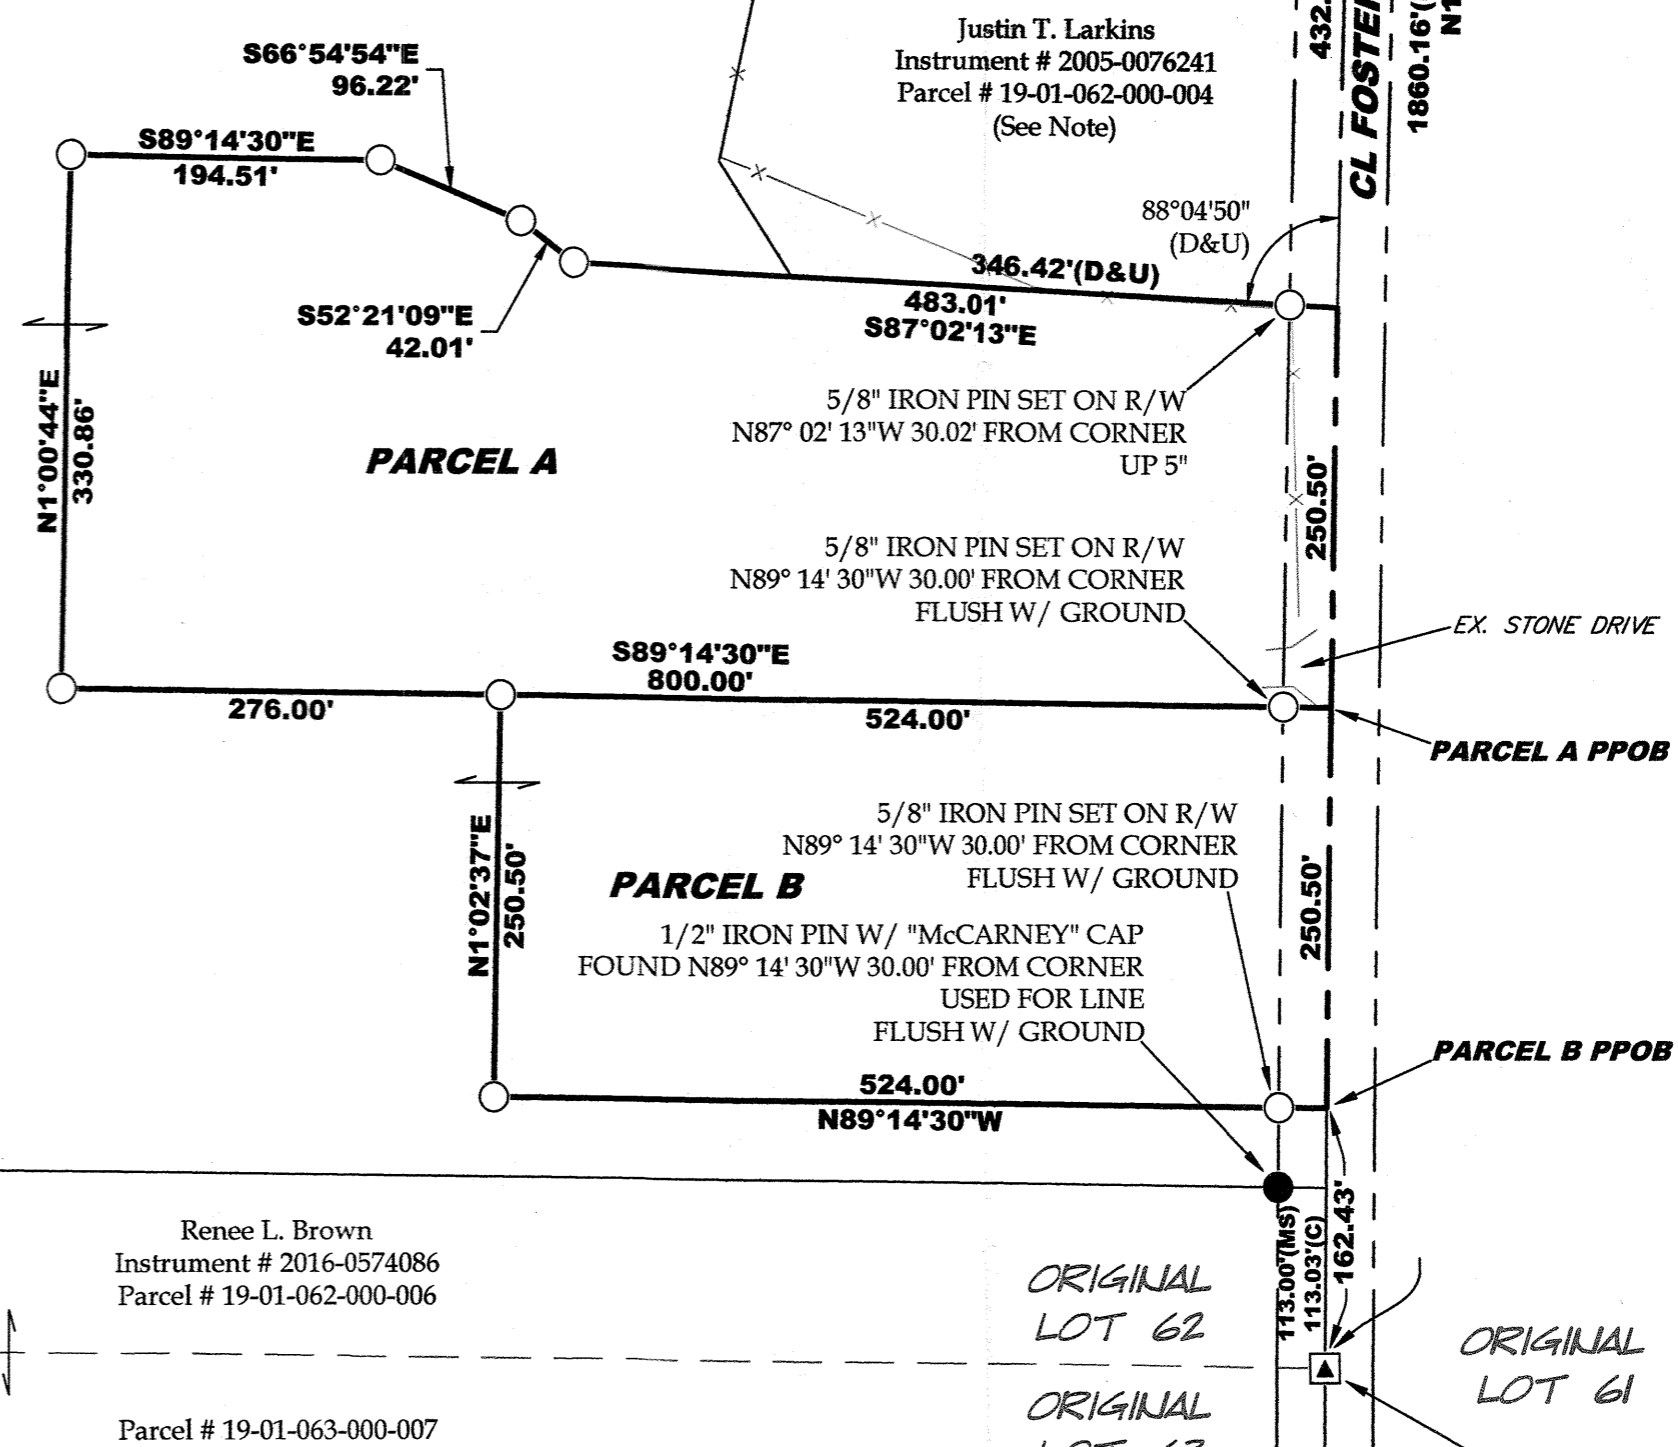 Justin T. Larkins
Instrument # 2005-0076241
Parcel # 19-01-062-000-004
(See Note)
432.
CL FOSTER
1860.16'(
N1
S66°54'54"E
96.22'
S89°14'30"E
194.51'
88°04'50"
(D&U)
346.42'(D&U)
483.01'
S87°02'13"E
S52°21'09"E
42.01'
N1°00'44"E
330.86'
5/8" IRON PIN SET ON R/W
N87° 02' 13"W 30.02' FROM CORNER
UP 5"
PARCEL A
250.50'
5/8" IRON PIN SET ON R/W
N89° 14' 30"W 30.00' FROM CORNER
FLUSH W/ GROUND
EX. STONE DRIVE
S89°14'30"E
800.00'
276.00'
524.00'
PARCEL A PPOB
5/8" IRON PIN SET ON R/W
N89° 14' 30"W 30.00' FROM CORNER
FLUSH W/ GROUND
N1°02'37"E
250.50'
PARCEL B
250.50'
1/2" IRON PIN W/ "McCARNEY" CAP
FOUND N89° 14' 30"W 30.00' FROM CORNER
USED FOR LINE
FLUSH W/ GROUND
PARCEL B PPOB
524.00'
N89°14'30"W
162.43'
113.00'(MS)
113.03'(C)
Renee L. Brown
Instrument # 2016-0574086
Parcel # 19-01-062-000-006
ORIGINAL
LOT 62
ORIGINAL
LOT 61
ORIGINAL
LOT 63
Parcel # 19-01-063-000-007